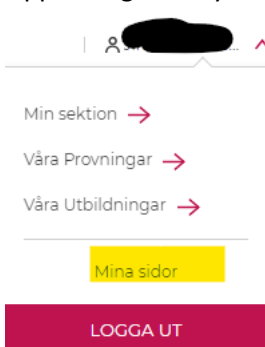 Min sektion
Våra Provningar
Våra Utbildningar
Mina sidor
LOGGA UT